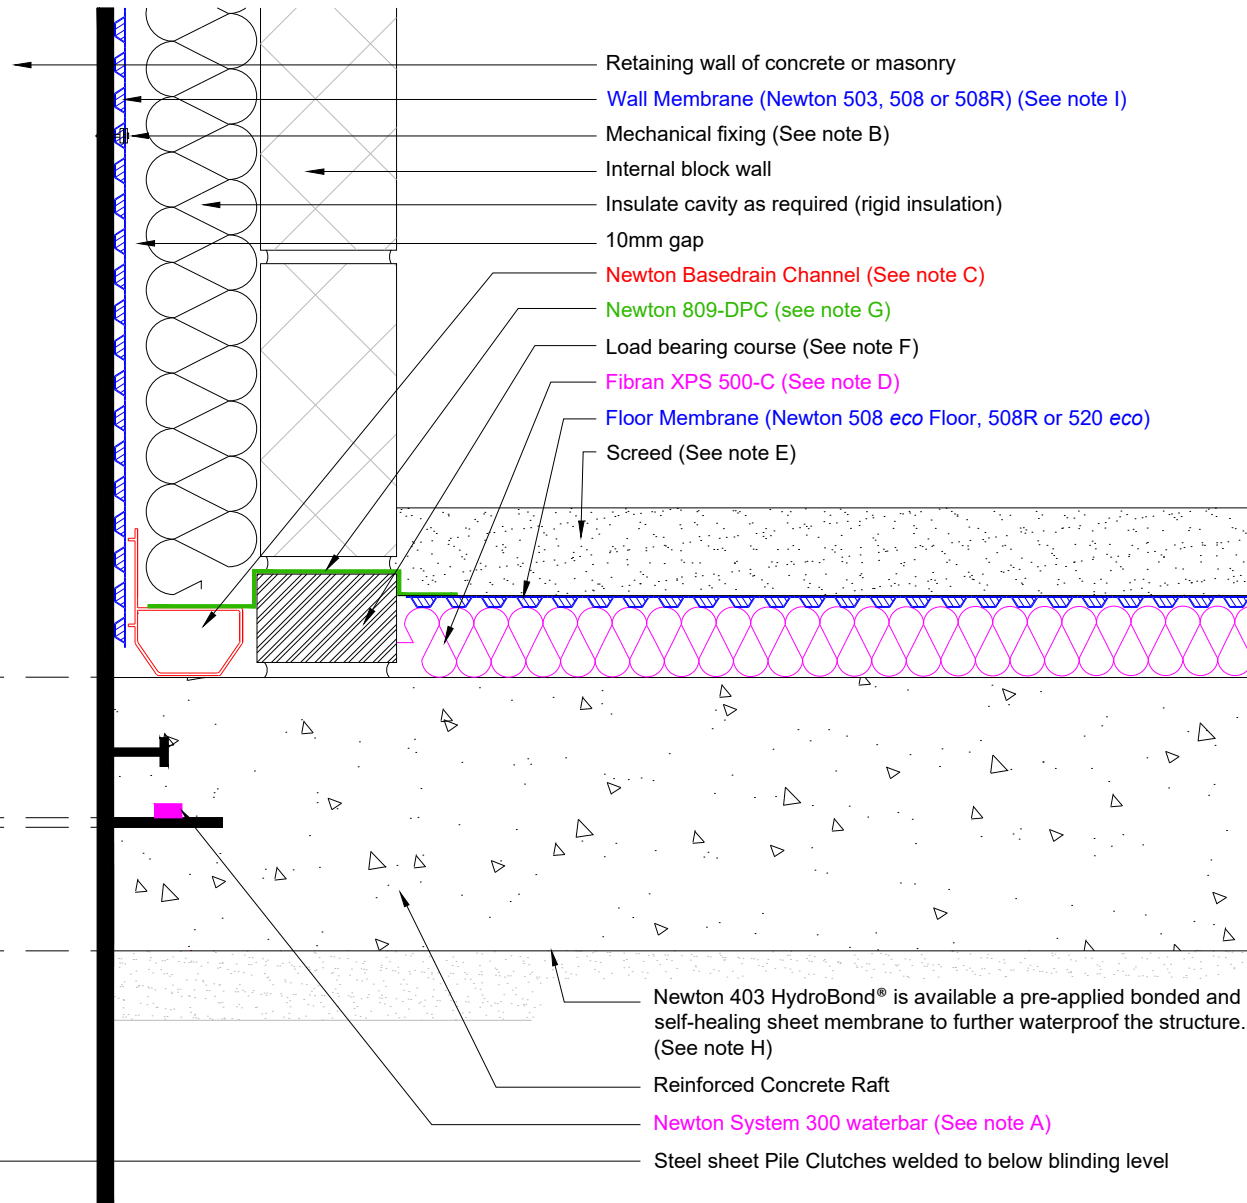 Retaining wall of concrete or masonry
Wall Membrane (Newton 503, 508 or 508R) (See note I)
Mechanical fixing (See note B)
Internal block wall
Insulate cavity as required (rigid insulation)
10mm gap
Newton Basedrain Channel (See note C)
Newton 809-DPC (see note G)
Load bearing course (See note F)
Fibran XPS 500-C (See note D)
Floor Membrane (Newton 508 eco Floor, 508R or 520 eco)
Screed (See note E)
Newton 403 HydroBond® is available a pre-applied bonded and
self-healing sheet membrane to further waterproof the structure.
(See note H)
Reinforced Concrete Raft
Newton System 300 waterbar (See note A)
Steel sheet Pile Clutches welded to below blinding level